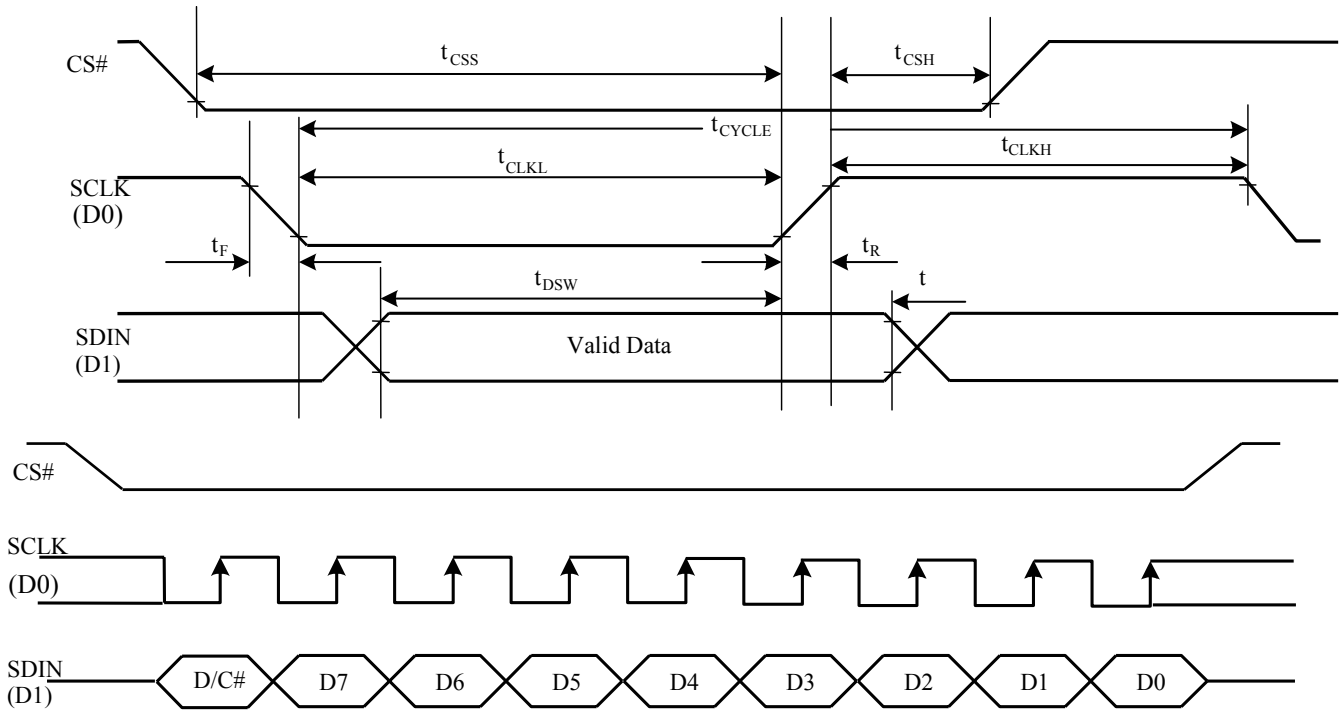 CS#
tCSS
tCSH
tCYCLE
tCLKL
tCLKH
SCLK
(D0)
tF
tR
tDSW
t
SDIN
(D1)
Valid Data
CS#
SCLK
(D0)
SDIN
(D1)
D/C# D7 D6 D5 D4 D3 D2 D1 D0